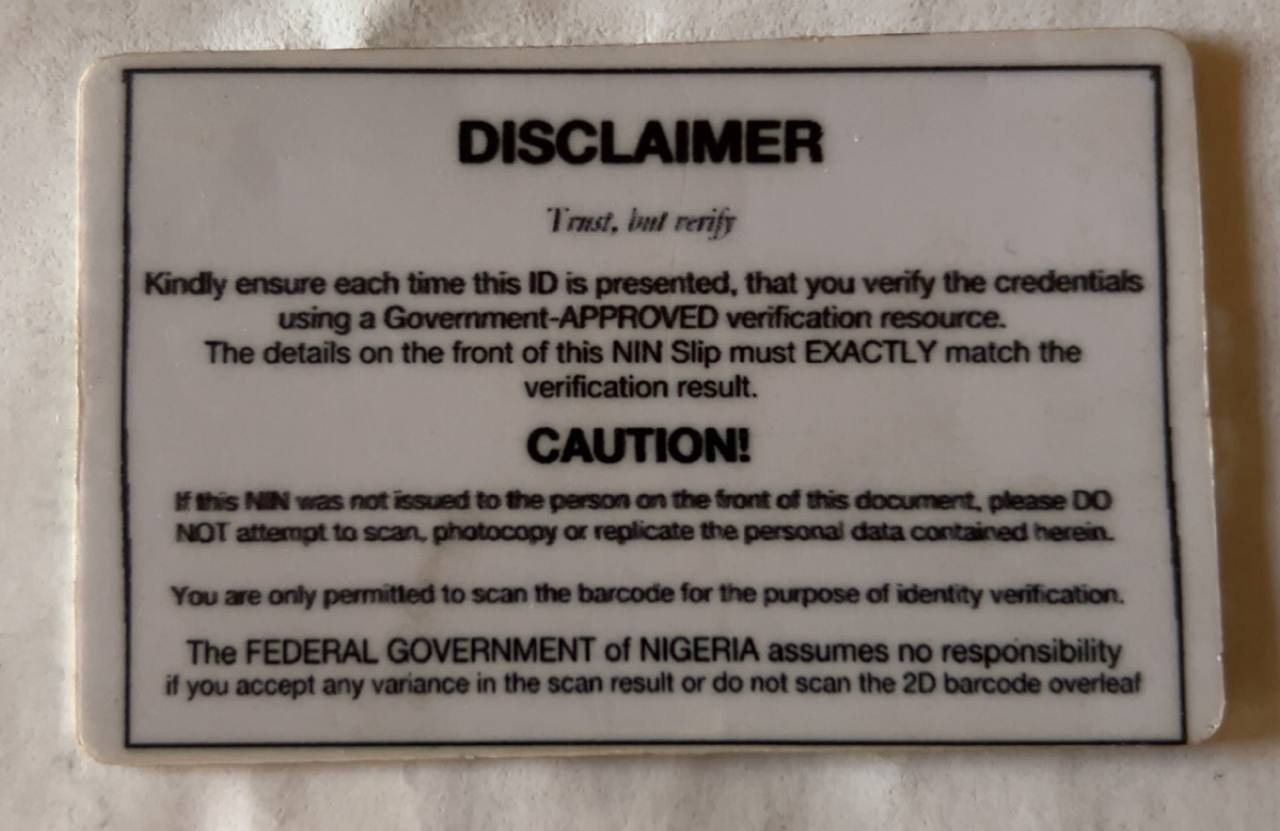 DISCLAIMER
Trust, but verify
Kindly ensure each time this ID is presented, that you verify the credentials
using a Government-APPROVED verification resource.
The details on the front of this NIN Slip must EXACTLY match the
verification result.
CAUTION!
If this NIN was not issued to the person on the front of this document, please DO
NOT attempt to scan, photocopy or replicate the personal data contained herein.
You are only permitted to scan the barcode for the purpose of identity verification.
The FEDERAL GOVERNMENT of NIGERIA assumes no responsibility
if you accept any variance in the scan result or do not scan the 2D barcode overleaf